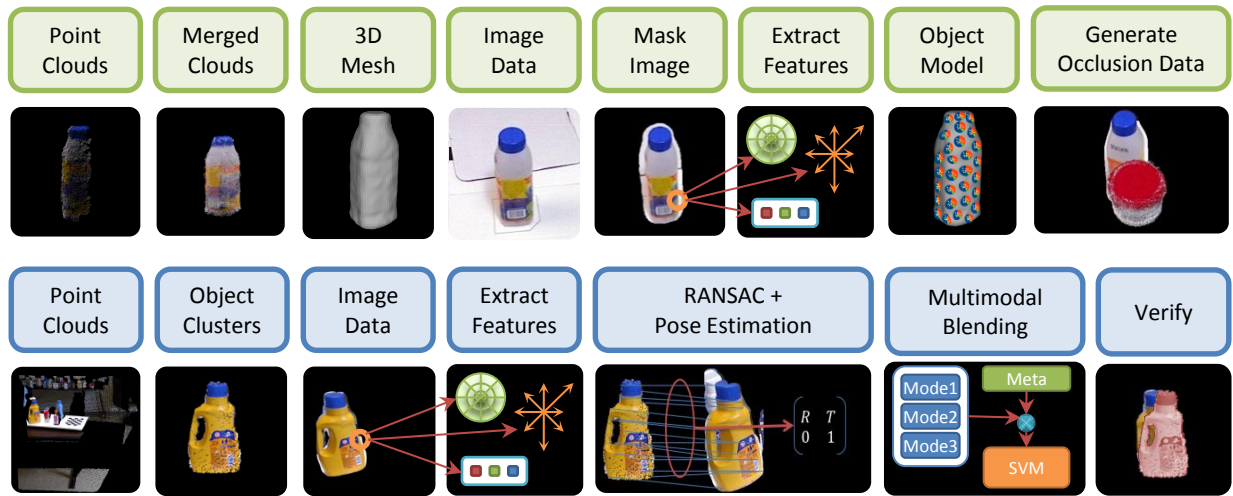 Point
Clouds
Merged
Clouds
3D
Mesh
Image
Data
Mask
Image
Extract
Features
Object
Model
Generate
Occlusion Data
Point
Clouds
Object
Clusters
Image
Data
Extract
Features
RANSAC +
Pose Estimation
Multimodal
Blending
Verify
R T
0 1
Mode1
Mode2
Mode3
Meta
SVM